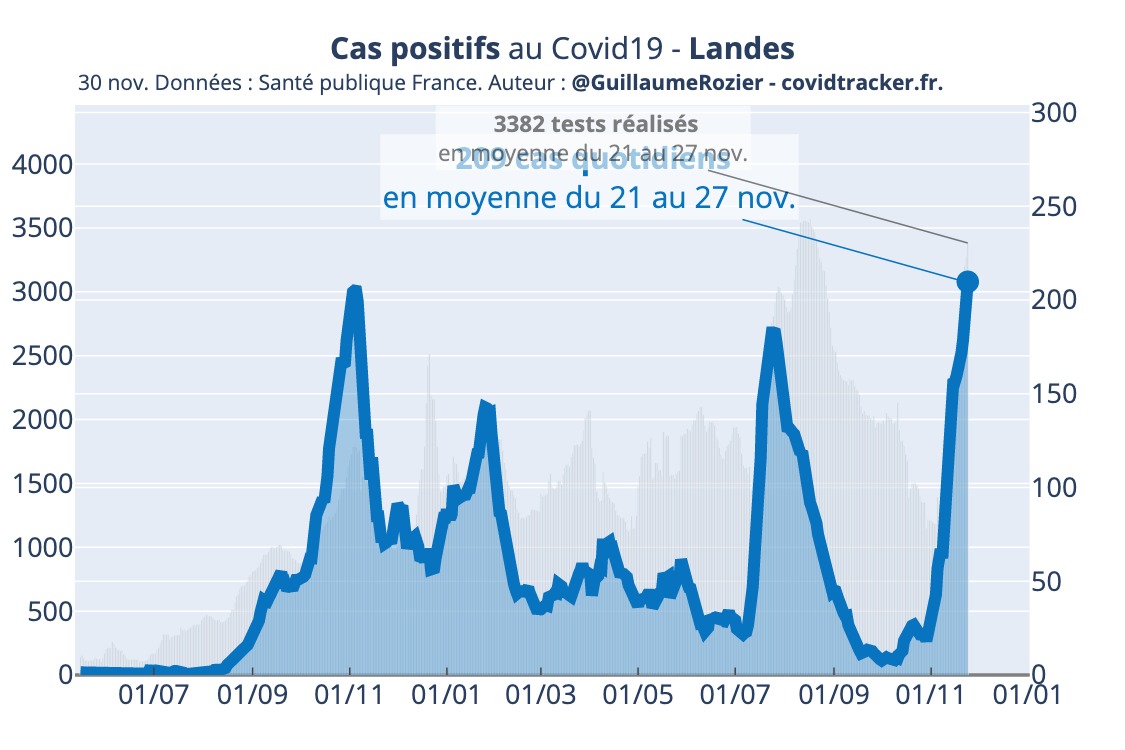 Cas positifs au Covid19 - Landes
30 nov. Données : Santé publique France. Auteur : @GuillaumeRozier - covidtracker.fr.
3382 tests réalisés
en moyenne du 21 au 27 nov.
209 cas quotidiens
en moyenne du 21 au 27 nov.
300
4000
250
3500
3000
200
2500
150
2000
1500
100
1000
50
500
0
0
01/07 01/09 01/11 01/01 01/03 01/05 01/07 01/09 01/11 01/01